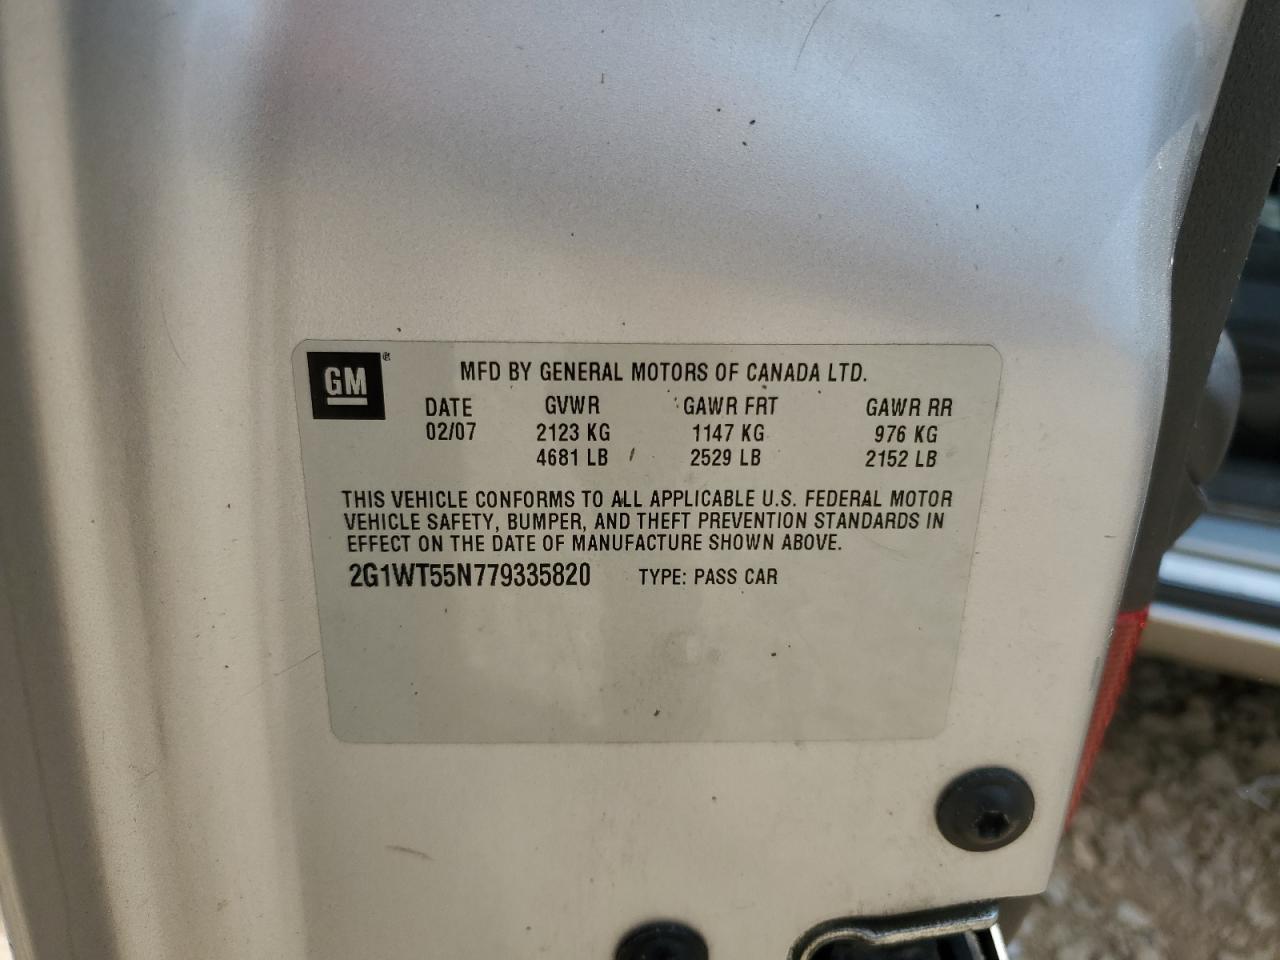 GM ®
MFD BY GENERAL MOTORS OF CANADA LTD.
DATE GVWR GAWR FRT GAWR RR
02/07 2123 KG 1147 KG 976 KG
4681 LB 2529 LB 2152 LB
THIS VEHICLE CONFORMS TO ALL APPLICABLE U.S. FEDERAL MOTOR
VEHICLE SAFETY, BUMPER, AND THEFT PREVENTION STANDARDS IN
EFFECT ON THE DATE OF MANUFACTURE SHOWN ABOVE.
2G1WT55N779335820 TYPE: PASS CAR